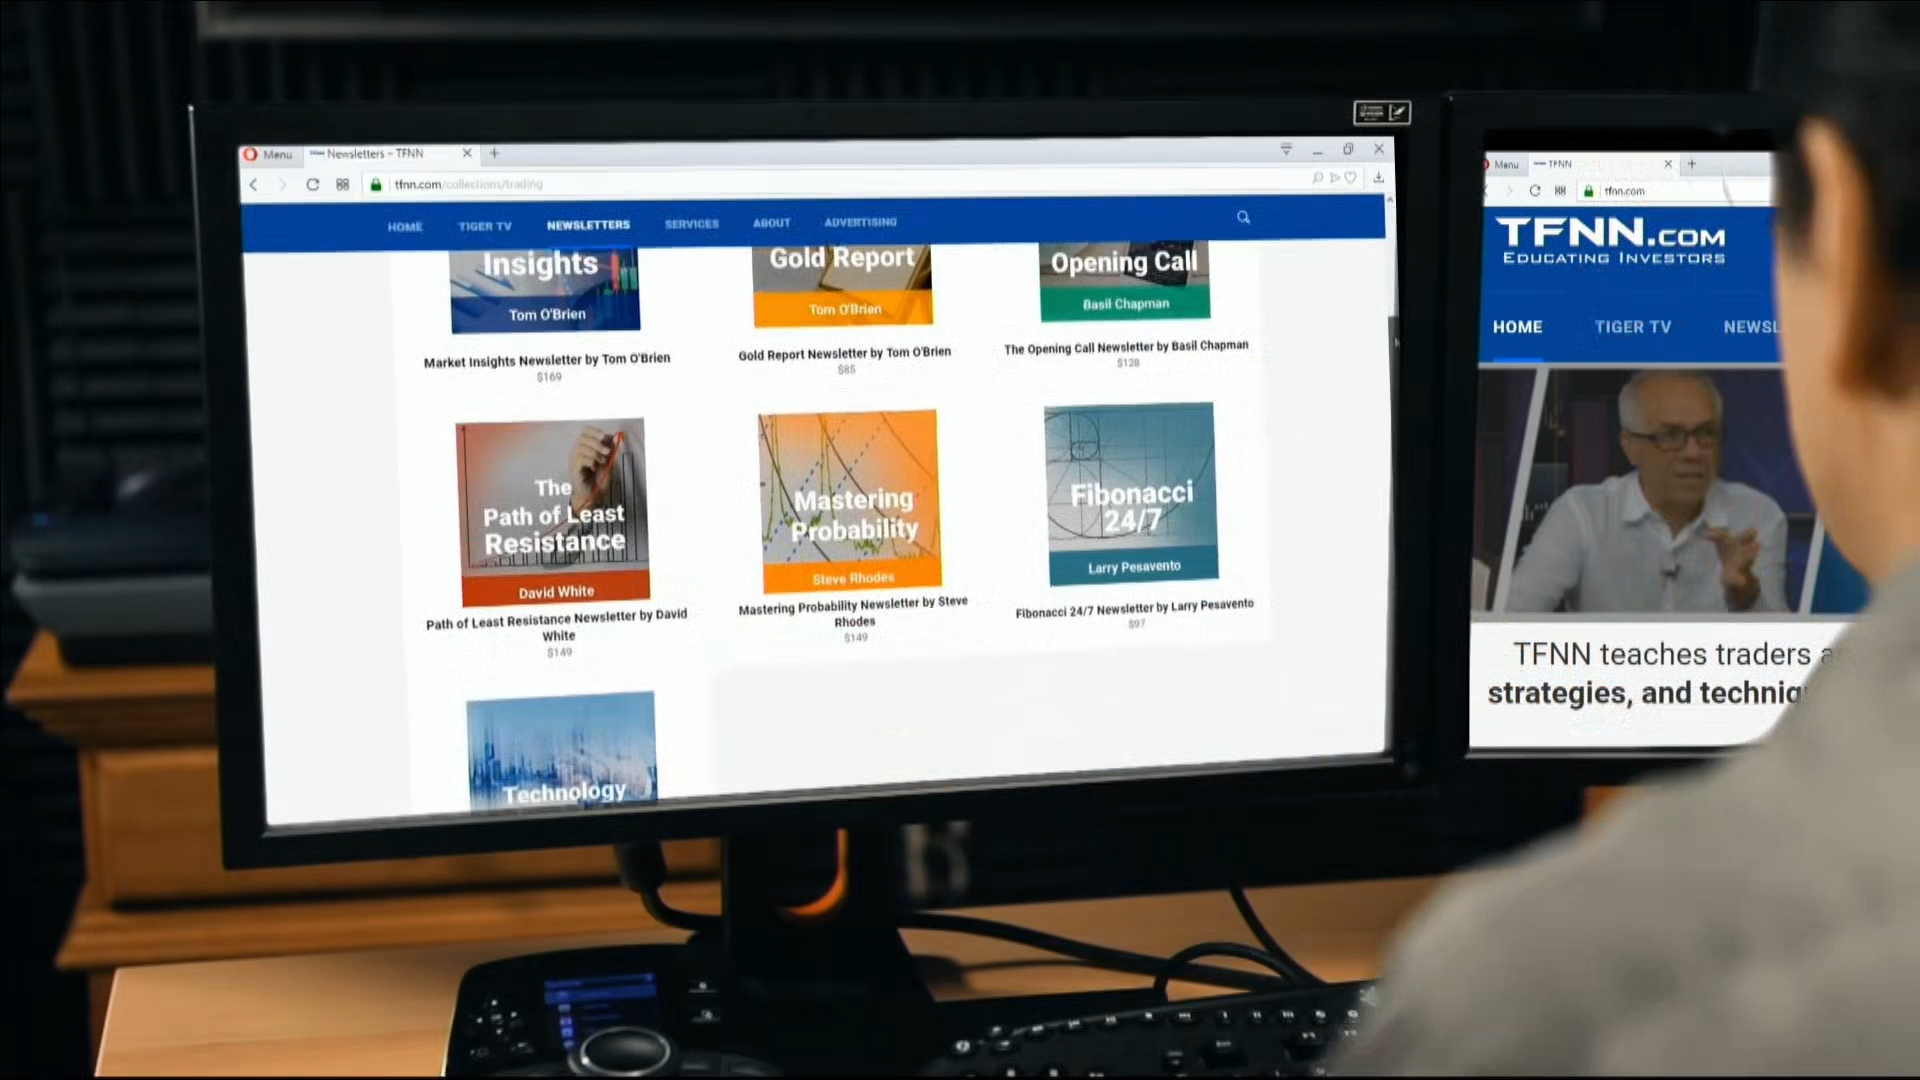 Menu
Newsletters – TFNN
tfnn.com/collections/trading
HOME
TIGER TV
NEWSLETTERS
SERVICES
ABOUT
ADVERTISING
Insights
Tom O'Brien
Market Insights Newsletter by Tom O'Brien
$169
Gold Report
Tom O'Brien
Gold Report Newsletter by Tom O'Brien
$85
Opening Call
Basil Chapman
The Opening Call Newsletter by Basil Chapman
$128
The
Path of Least
Resistance
David White
Path of Least Resistance Newsletter by David
White
$149
Mastering
Probability
Steve Rhodes
Mastering Probability Newsletter by Steve
Rhodes
$149
Fibonacci
24/7
Larry Pesavento
Fibonacci 24/7 Newsletter by Larry Pesavento
$97
Technology
Menu
TFNN
tfnn.com
TFNN.COM
EDUCATING INVESTORS
HOME
TIGER TV
NEWSL
TFNN teaches traders
strategies, and techniq